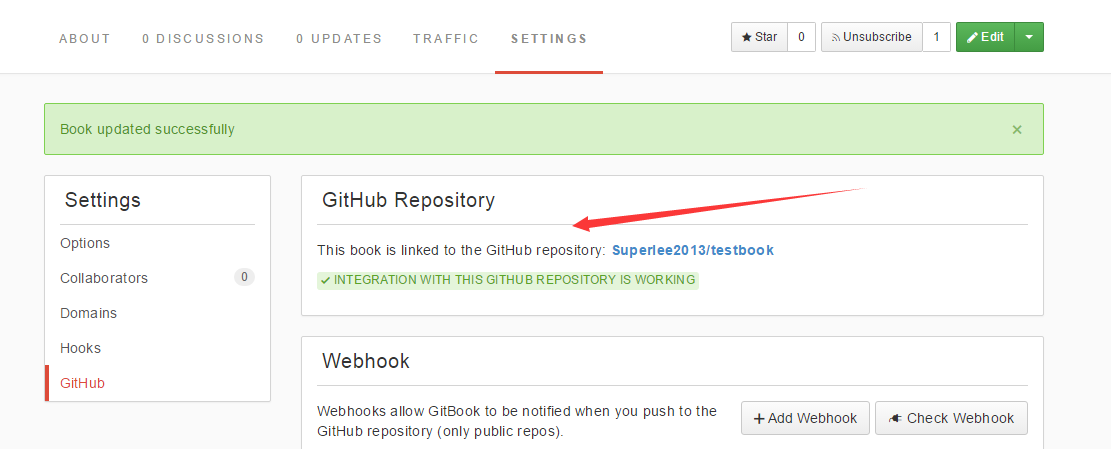 ABOUT 0 DISCUSSIONS 0 UPDATES TRAFFIC SETTINGS Star 0 Unsubscribe 1 Edit
Book updated successfully ×
Settings
Options
Collaborators 0
Domains
Hooks
GitHub
GitHub Repository
This book is linked to the GitHub repository: Superlee2013/testbook
INTEGRATION WITH THIS GITHUB REPOSITORY IS WORKING
Webhook
Webhooks allow GitBook to be notified when you push to the
GitHub repository (only public repos).
Add Webhook Check Webhook